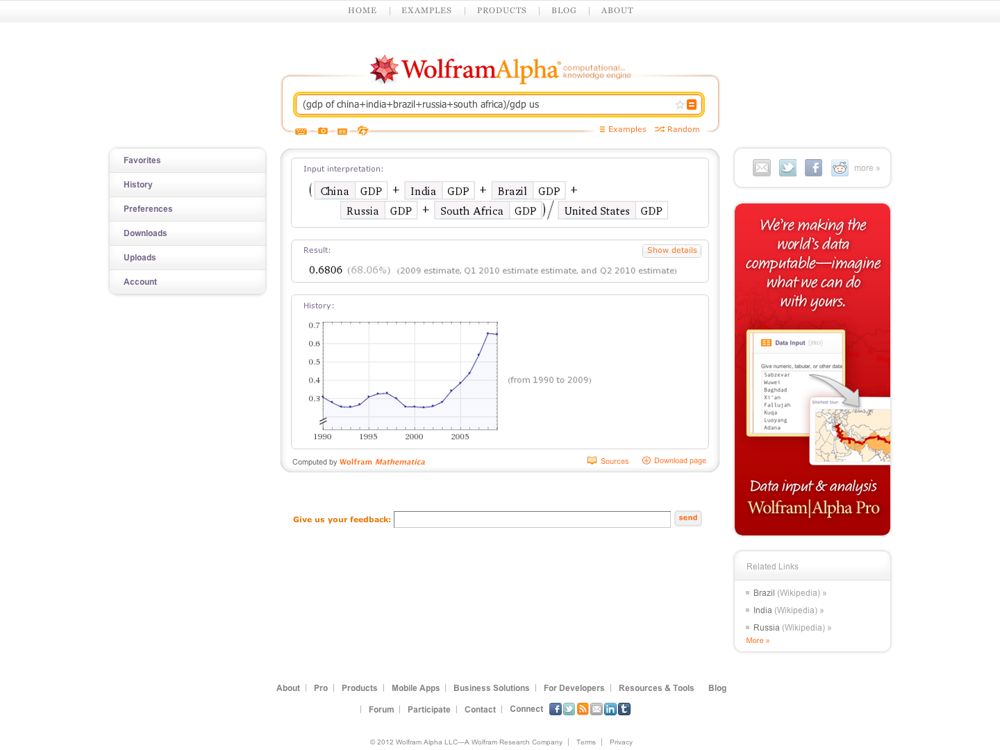 HOME EXAMPLES PRODUCTS BLOG ABOUT
WolframAlpha computational...
knowledge engine
(gdp of china+india+brazil+russia+south africa)/gdp us
Examples Random
Favorites
History
Preferences
Downloads
Uploads
Account
Input interpretation:
( China GDP + India GDP + Brazil GDP +
Russia GDP + South Africa GDP ) / United States GDP
Result:
Show details
0.6806 (68.06%) (2009 estimate, Q1 2010 estimate estimate, and Q2 2010 estimate)
History:
0.7
0.6
0.5
0.4
0.3
1990 1995 2000 2005
(from 1990 to 2009)
Computed by Wolfram Mathematica
Sources Download page
Give us your feedback: send
more »
We're making the
world's data
computable—imagine
what we can do
with yours.
Data Input (PRO)
Give numeric, tabular, or other data
Sabzevar
Wuwei
Baghdad
Xi'an
Fallujah
Kuqa
Luoyang
Adana
Shortest tour:
Data input & analysis
Wolfram|Alpha Pro
Related Links
Brazil (Wikipedia) »
India (Wikipedia) »
Russia (Wikipedia) »
More »
About Pro Products Mobile Apps Business Solutions For Developers Resources & Tools Blog
Forum Participate Contact Connect
© 2012 Wolfram Alpha LLC—A Wolfram Research Company Terms Privacy